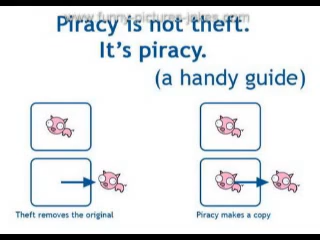 www.funny-pictures-jokes.com
Piracy is not theft.
It's piracy.
(a handy guide)
Theft removes the original
Piracy makes a copy